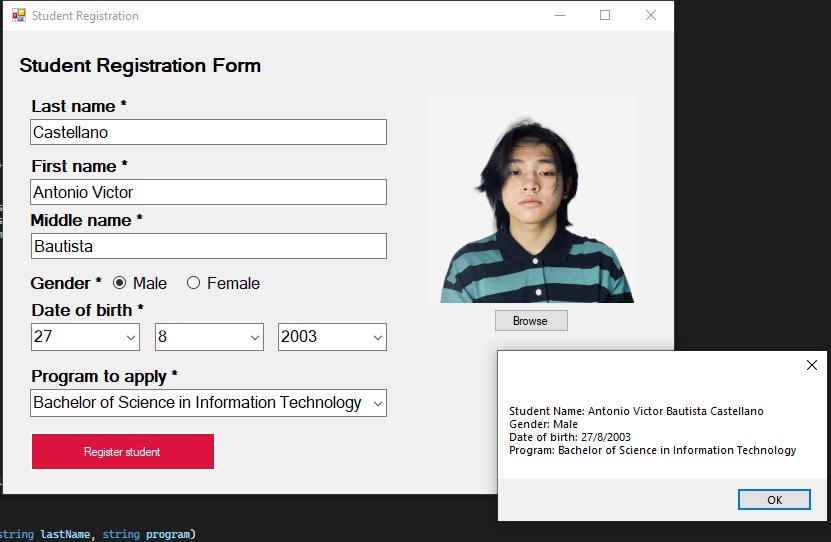 Student Registration
Student Registration Form
Last name *
Castellano
First name *
Antonio Victor
Middle name *
Bautista
Gender * Male Female
Date of birth *
27 8 2003
Program to apply *
Bachelor of Science in Information Technology
Register student
Browse
Student Name: Antonio Victor Bautista Castellano
Gender: Male
Date of birth: 27/8/2003
Program: Bachelor of Science in Information Technology
OK
string lastName, string program)